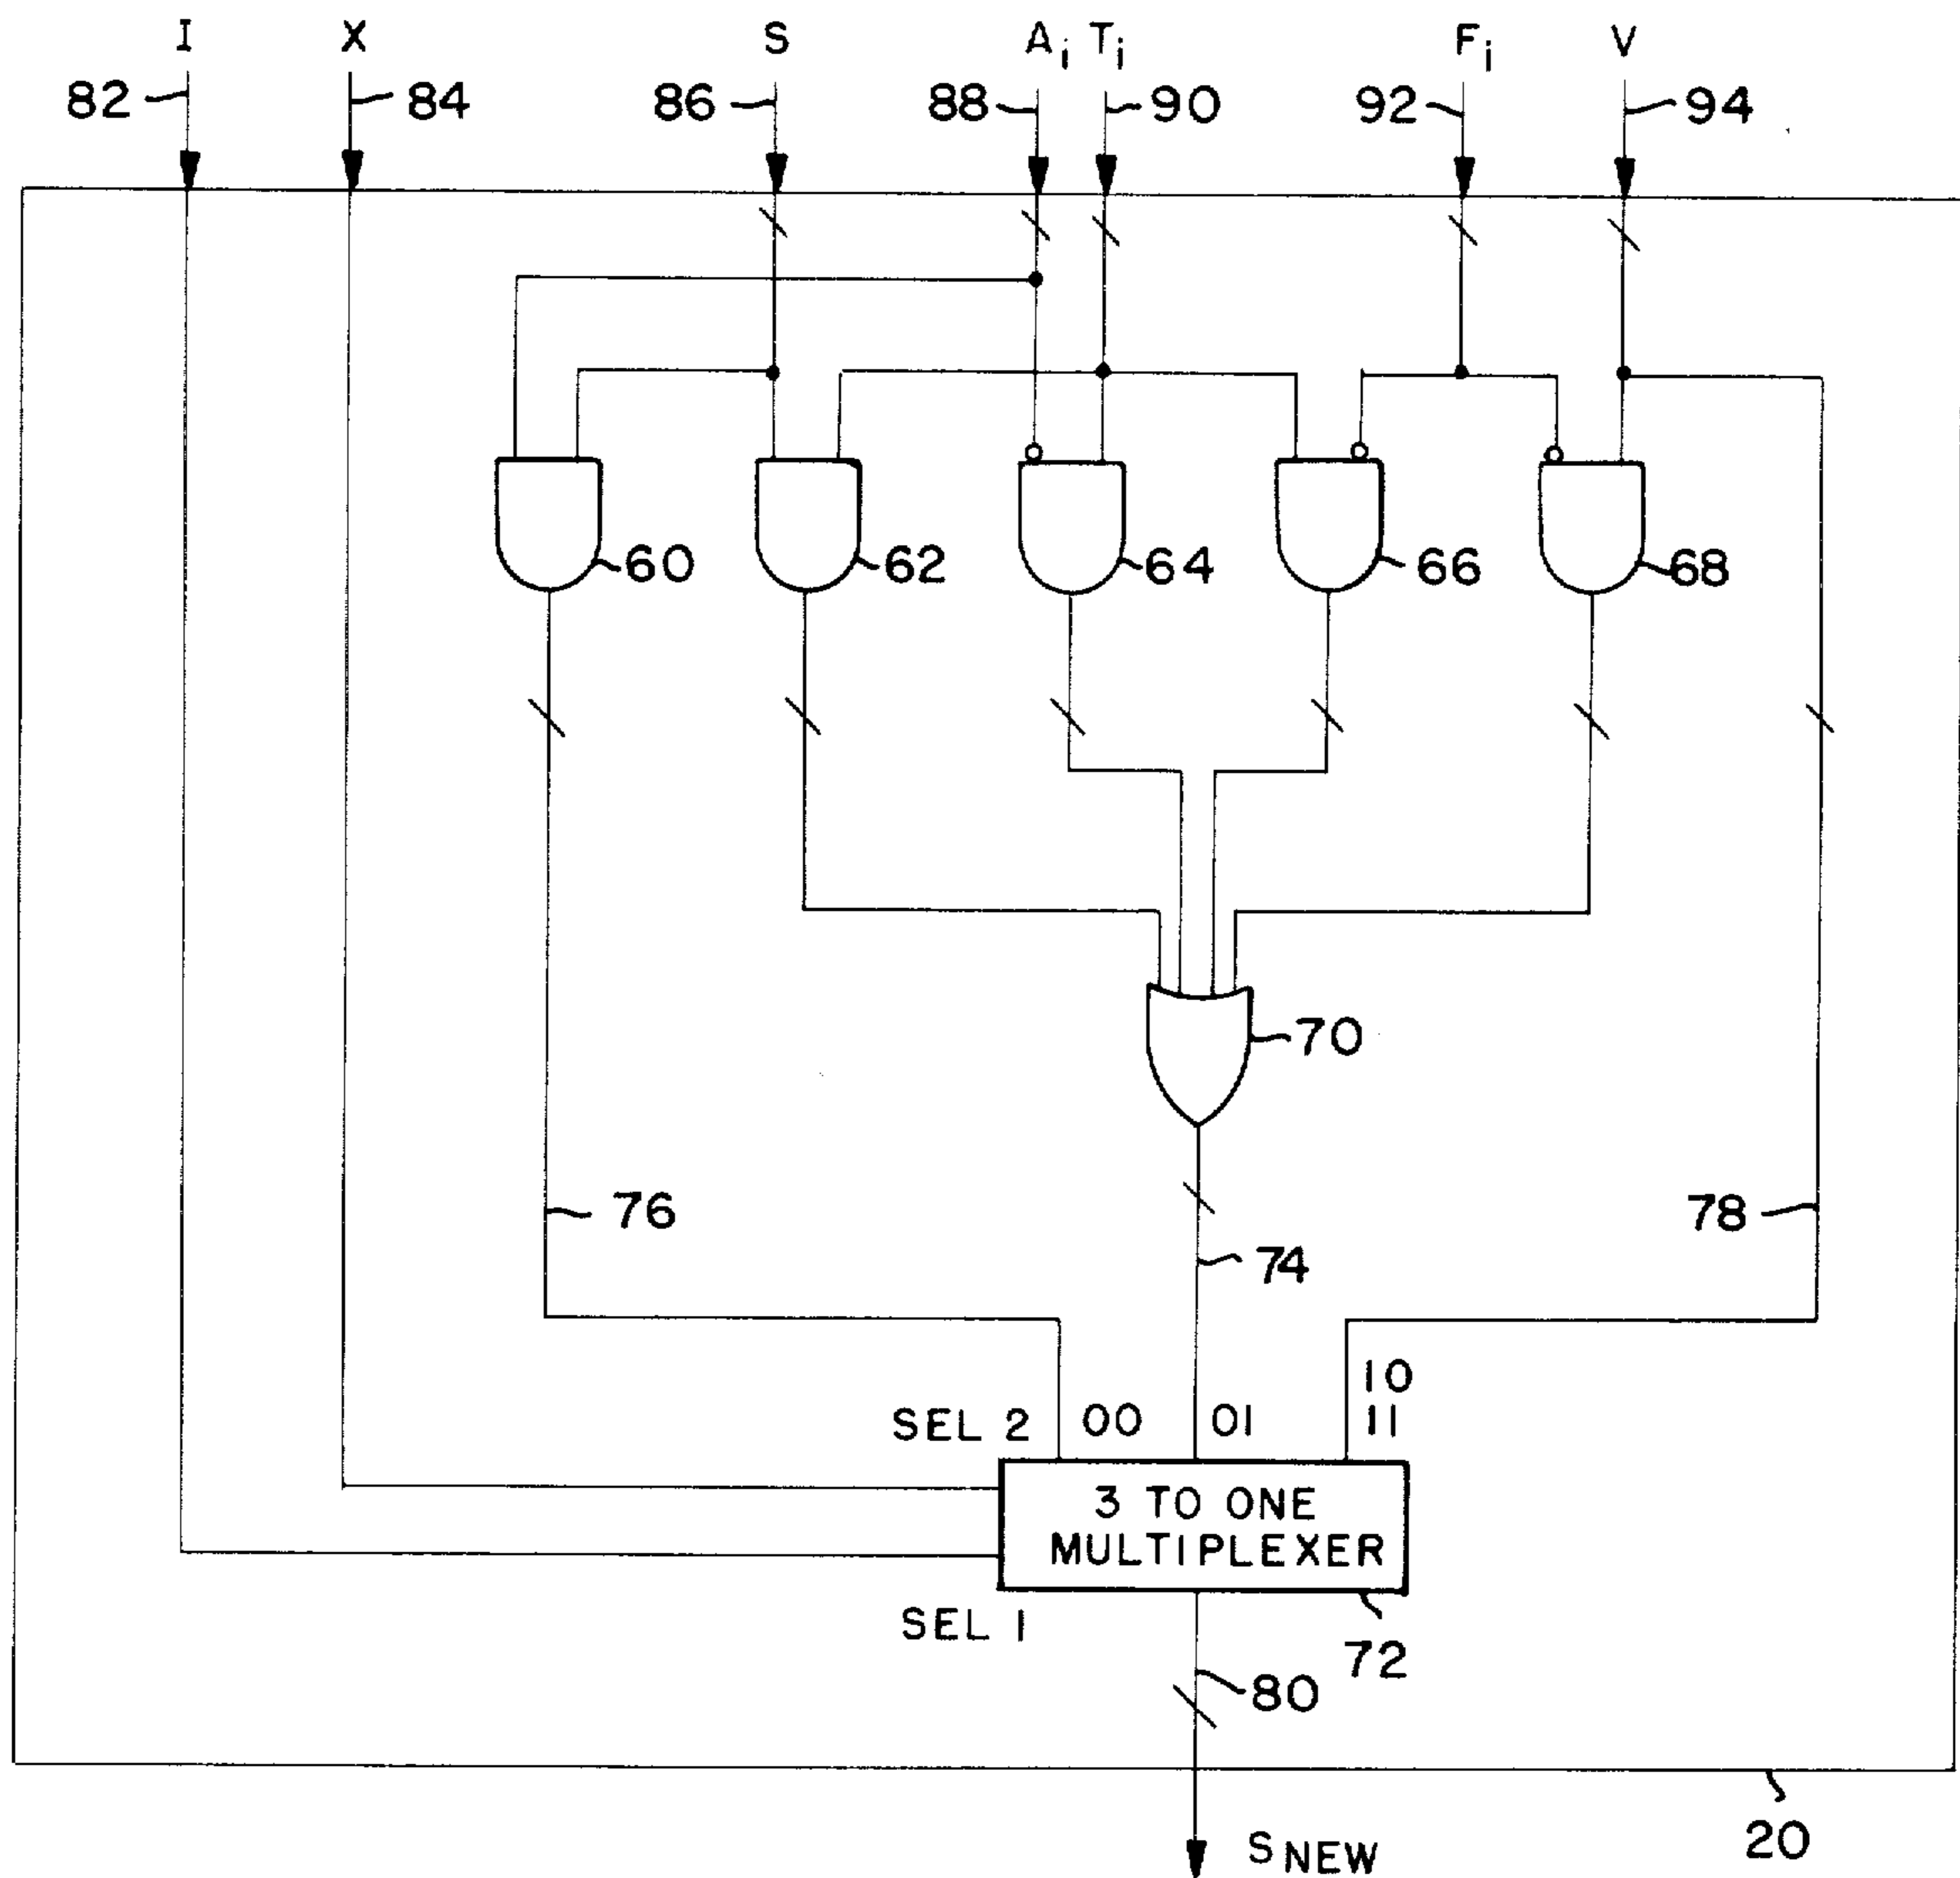 I X S Ai Ti Fi V
82 84 86 88 90 92 94
60 62 64 66 68
70
76 78
74
10
SEL 2 00 01 11
3 TO ONE
MULTIPLEXER
SEL 1
72
80
20
SNEW